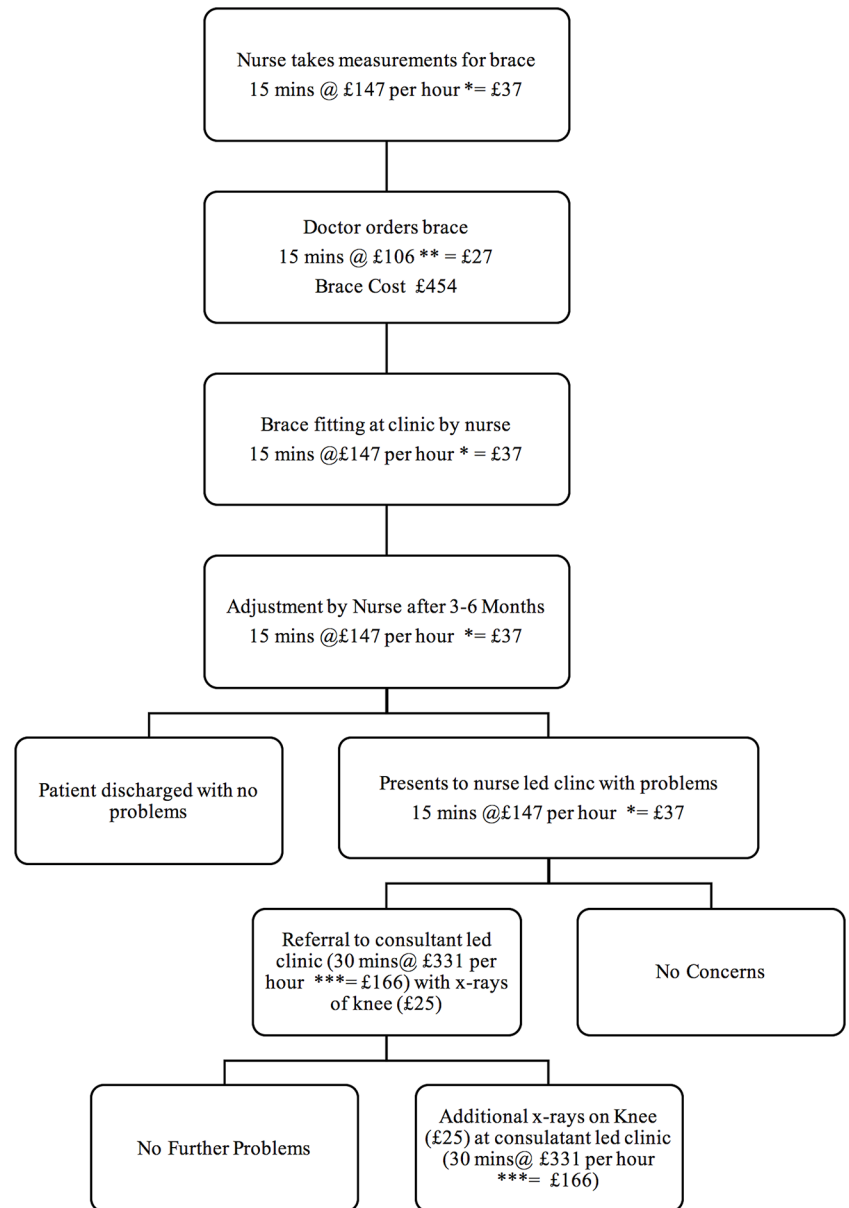 Nurse takes measurements for brace
15 mins @ £147 per hour *= £37
Doctor orders brace
15 mins @ £106 ** = £27
Brace Cost £454
Brace fitting at clinic by nurse
15 mins @£147 per hour * = £37
Adjustment by Nurse after 3-6 Months
15 mins @£147 per hour *= £37
Patient discharged with no
problems
Presents to nurse led clinc with problems
15 mins @£147 per hour *= £37
Referral to consultant led
clinic (30 mins@ £331 per
hour ***= £166) with x-rays
of knee (£25)
No Concerns
No Further Problems
Additional x-rays on Knee
(£25) at consulatant led clinic
(30 mins@ £331 per hour
***= £166)